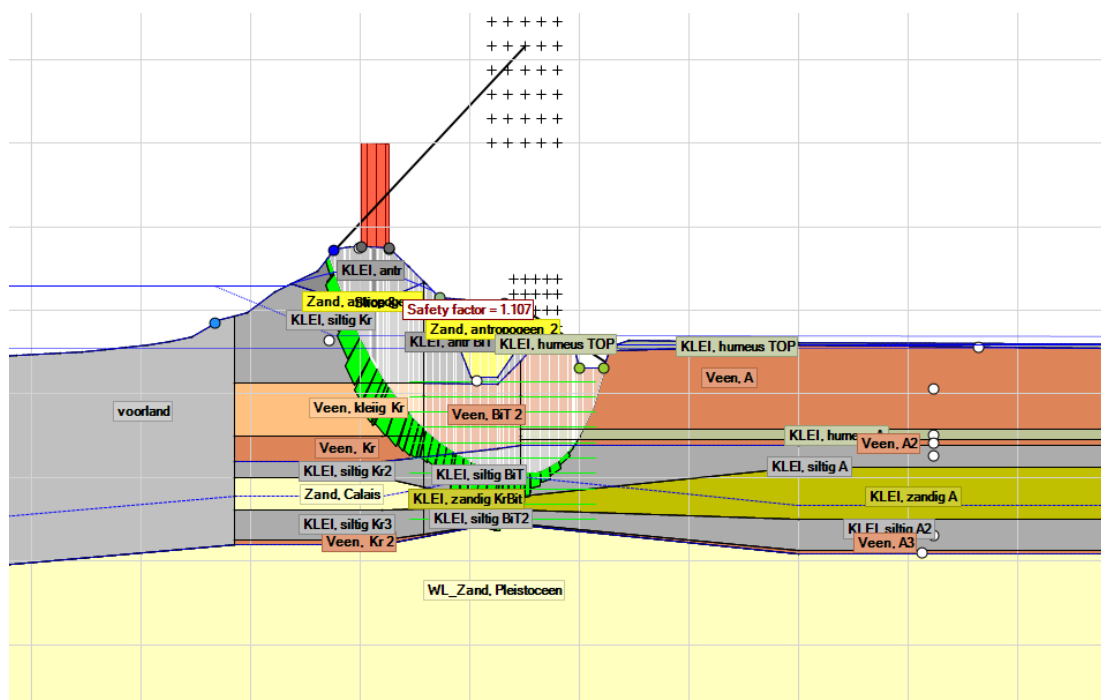 KLEI, antr
Zand, antropoge
Safety factor = 1.107
KLEI, siltig Kr
Zand, antropogeen 2
KLEI, antr BiT
KLEI, humeus TOP
KLEI, humeus TOP
Veen, A
voorland
Veen, kleiig Kr
Veen, BiT 2
KLEI, hume
Veen, Kr
Veen, A2
KLEI, siltig Kr2
KLEI, siltig BiT
KLEI, siltig A
Zand, Calais
KLEI, zandig KrBit
KLEI, zandig A
KLEI, siltig Kr3
KLEI, siltig BiT2
KLEI, siltig A2
Veen, Kr 2
Veen, A3
WL_Zand, Pleistoceen